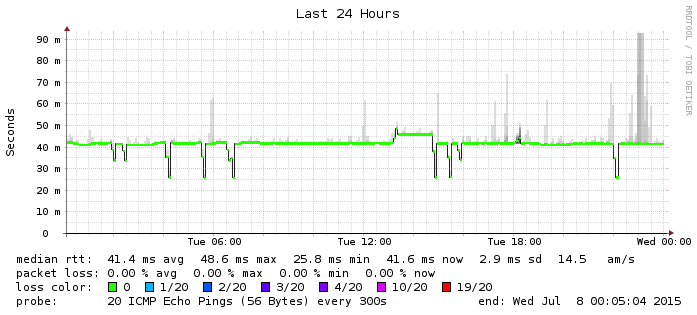 Last 24 Hours
RRDTOOL / TOBI OETIKER
Seconds
90 m
80 m
70 m
60 m
50 m
40 m
30 m
20 m
10 m
0
Tue 06:00 Tue 12:00 Tue 18:00 Wed 00:00
median rtt: 41.4 ms avg 48.6 ms max 25.8 ms min 41.6 ms now 2.9 ms sd 14.5 am/s
packet loss: 0.00 % avg 0.00 % max 0.00 % min 0.00 % now
loss color: 0 1/20 2/20 3/20 4/20 10/20 19/20
probe: 20 ICMP Echo Pings (56 Bytes) every 300s end: Wed Jul 8 00:05:04 2015